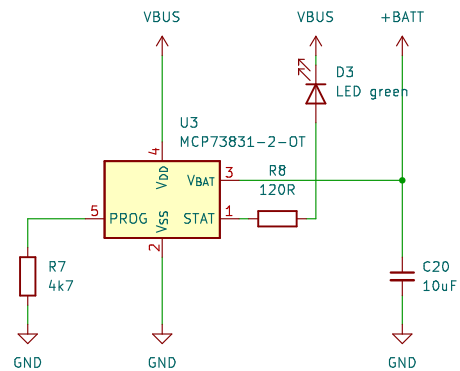 VBUS
VBUS
+BATT
D3
LED green
U3
MCP73831-2-OT
4
VDD
R8
120R
VBAT
3
5
PROG
STAT
1
VSS
2
R7
4k7
C20
10uF
GND
GND
GND